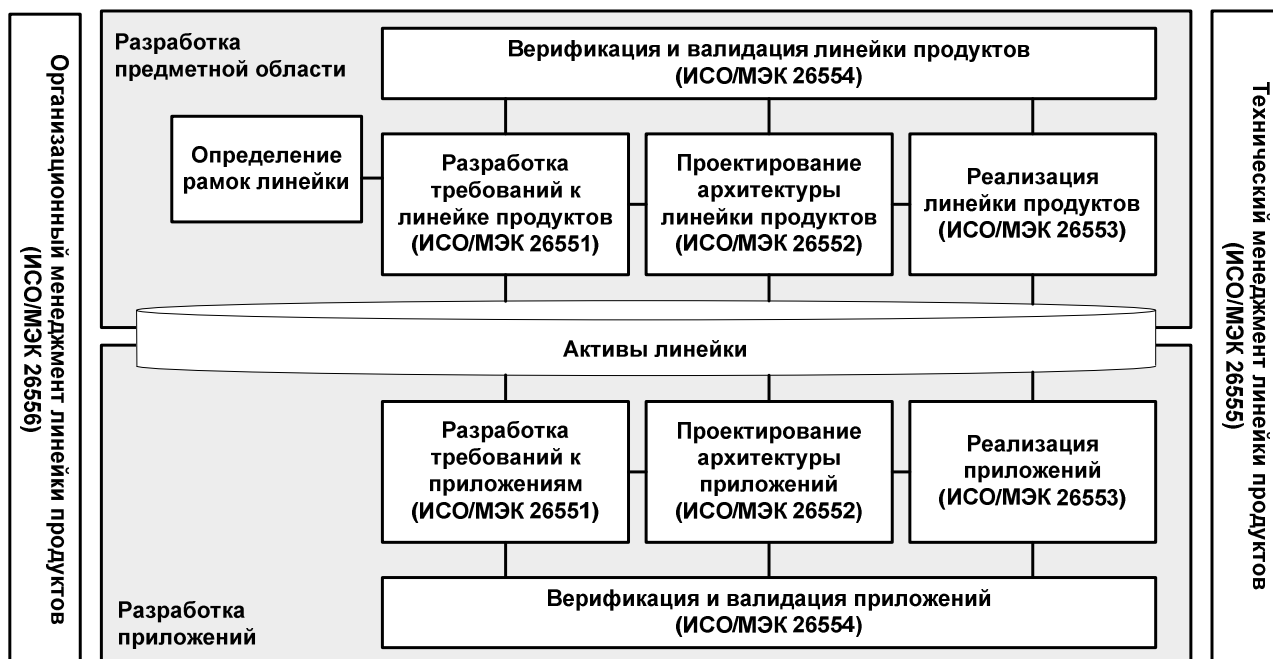 Организационный менеджмент линейки продуктов
(ИСО/МЭК 26556)
Разработка
предметной области
Верификация и валидация линейки продуктов
(ИСО/МЭК 26554)
Определение
рамок линейки
Разработка
требований к
линейке продуктов
(ИСО/МЭК 26551)
Проектирование
архитектуры
линейки продуктов
(ИСО/МЭК 26552)
Реализация
линейки продуктов
(ИСО/МЭК 26553)
Активы линейки
Разработка
требований к
приложениям
(ИСО/МЭК 26551)
Проектирование
архитектуры
приложений
(ИСО/МЭК 26552)
Реализация
приложений
(ИСО/МЭК 26553)
Верификация и валидация приложений
(ИСО/МЭК 26554)
Разработка
приложений
Технический менеджмент линейки продуктов
(ИСО/МЭК 26555)